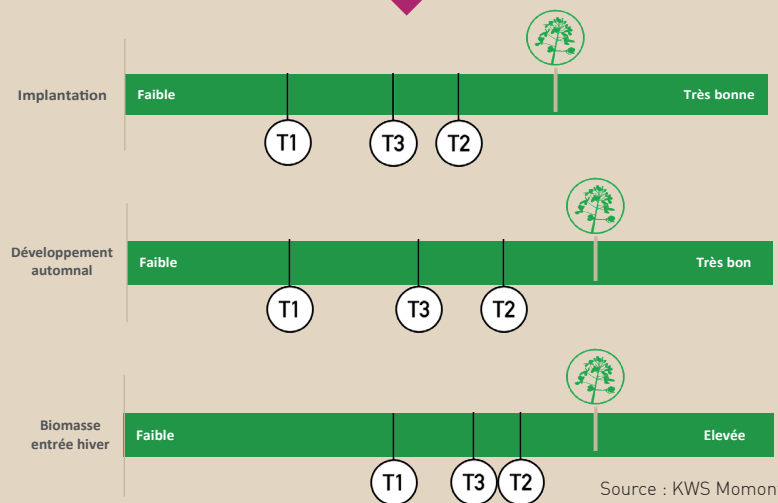 Implantation
Faible
Très bonne
T1
T3
T2
Développement
automnal
Faible
Très bon
T1
T3
T2
Biomasse
entrée hiver
Faible
Elevée
T1
T3
T2
Source : KWS Momon